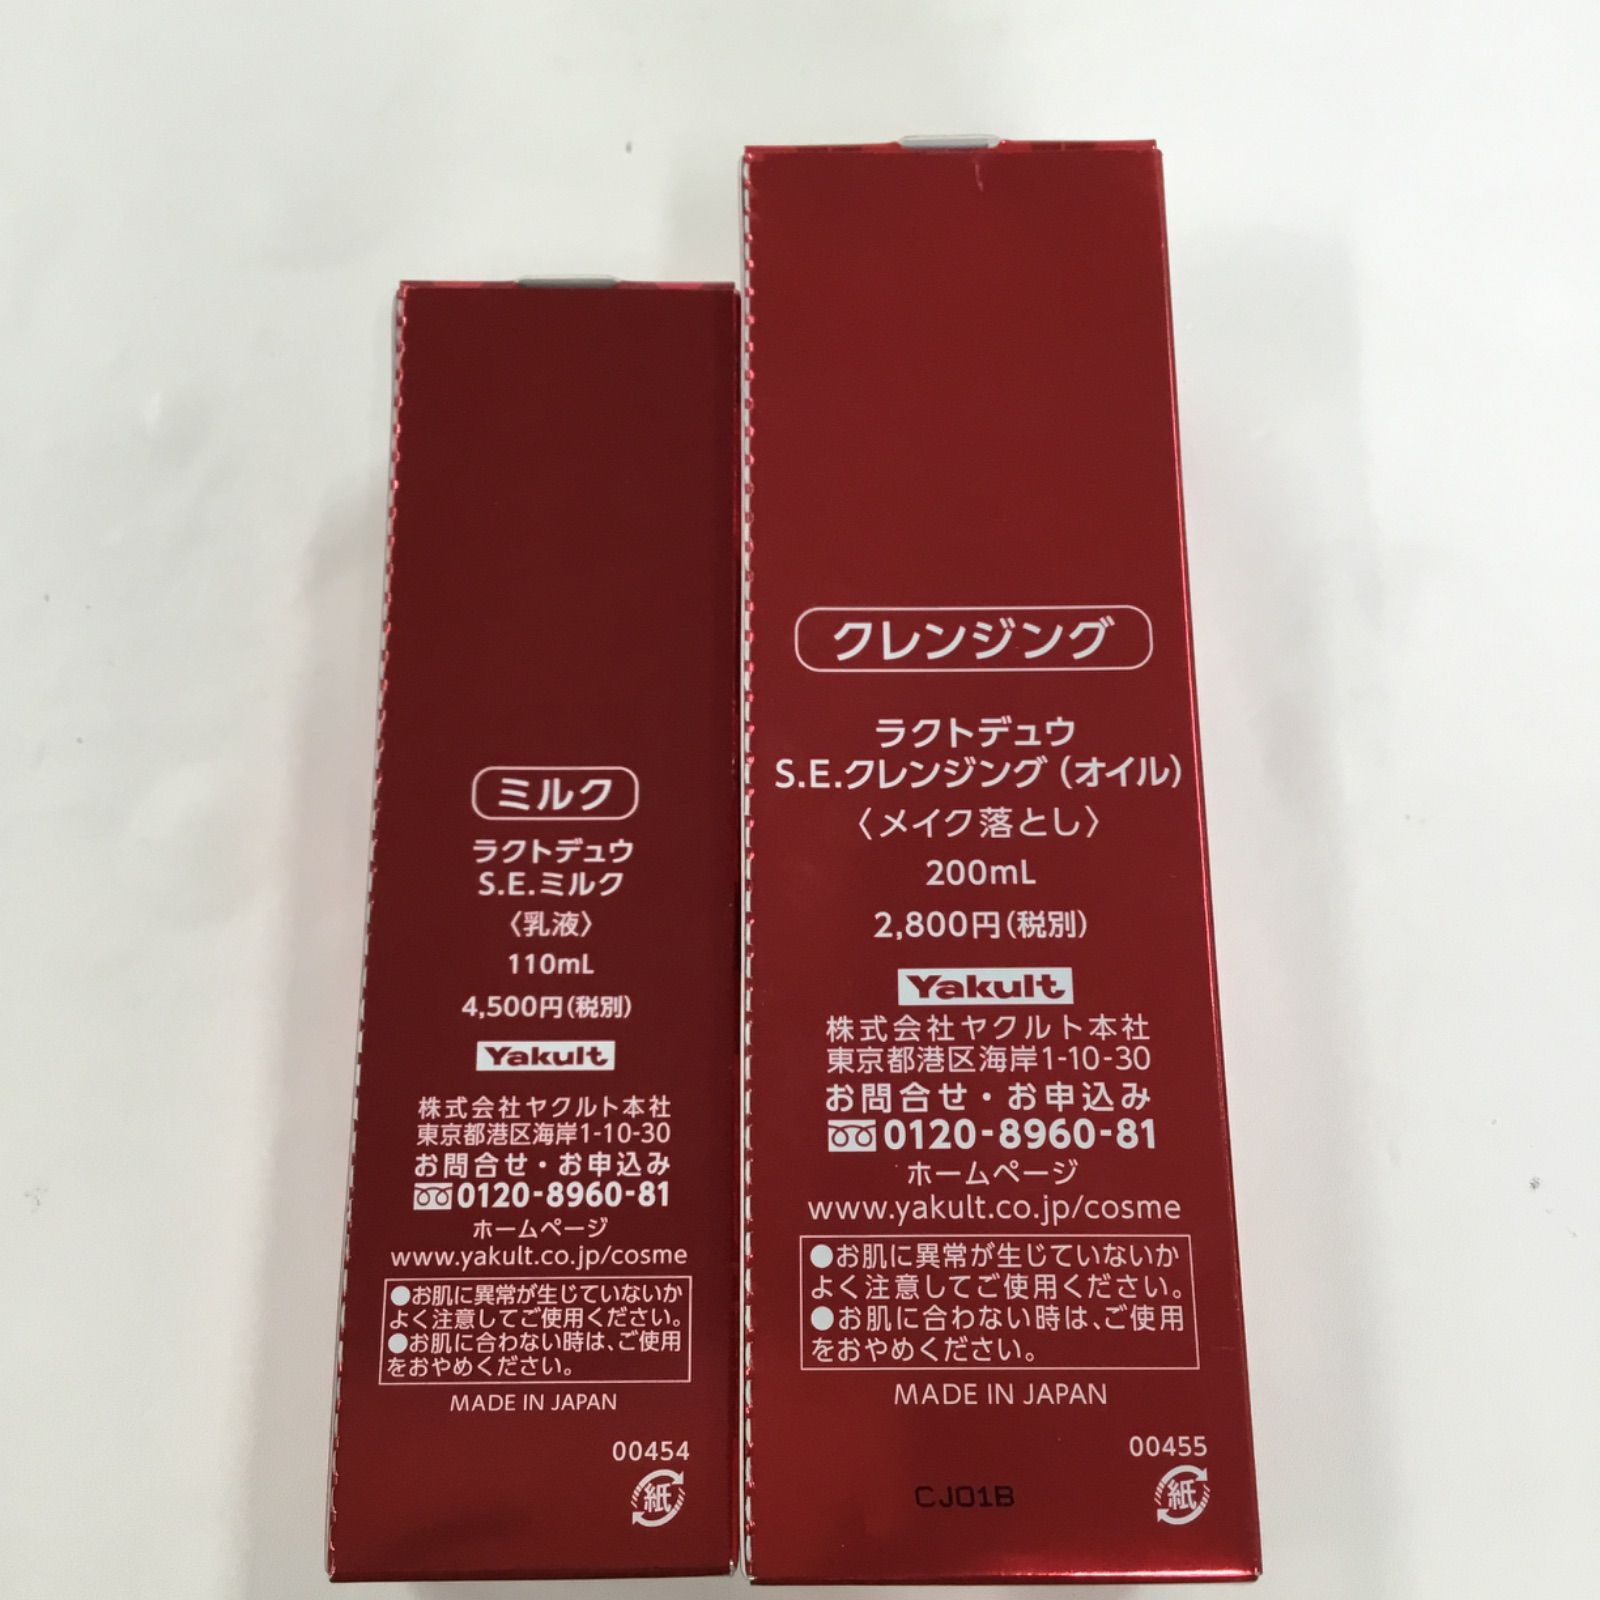 ミルク
ラクトデュウ
S.E.ミルク
〈乳液〉
110mL
4,500円(税別)
Yakult
株式会社ヤクルト本社
東京都港区海岸1-10-30
お問合せ・お申込み
0120-8960-81
ホームページ
www.yakult.co.jp/cosme
●お肌に異常が生じていないか
よく注意してご使用ください。
●お肌に合わない時は、ご使用
をおやめください。
MADE IN JAPAN
00454
紙
クレンジング
ラクトデュウ
S.E.クレンジング(オイル)
〈メイク落とし〉
200mL
2,800円(税別)
Yakult
株式会社ヤクルト本社
東京都港区海岸1-10-30
お問合せ・お申込み
0120-8960-81
ホームページ
www.yakult.co.jp/cosme
●お肌に異常が生じていないか
よく注意してご使用ください。
●お肌に合わない時は、ご使用
をおやめください。
MADE IN JAPAN
00455
CJ01B
紙